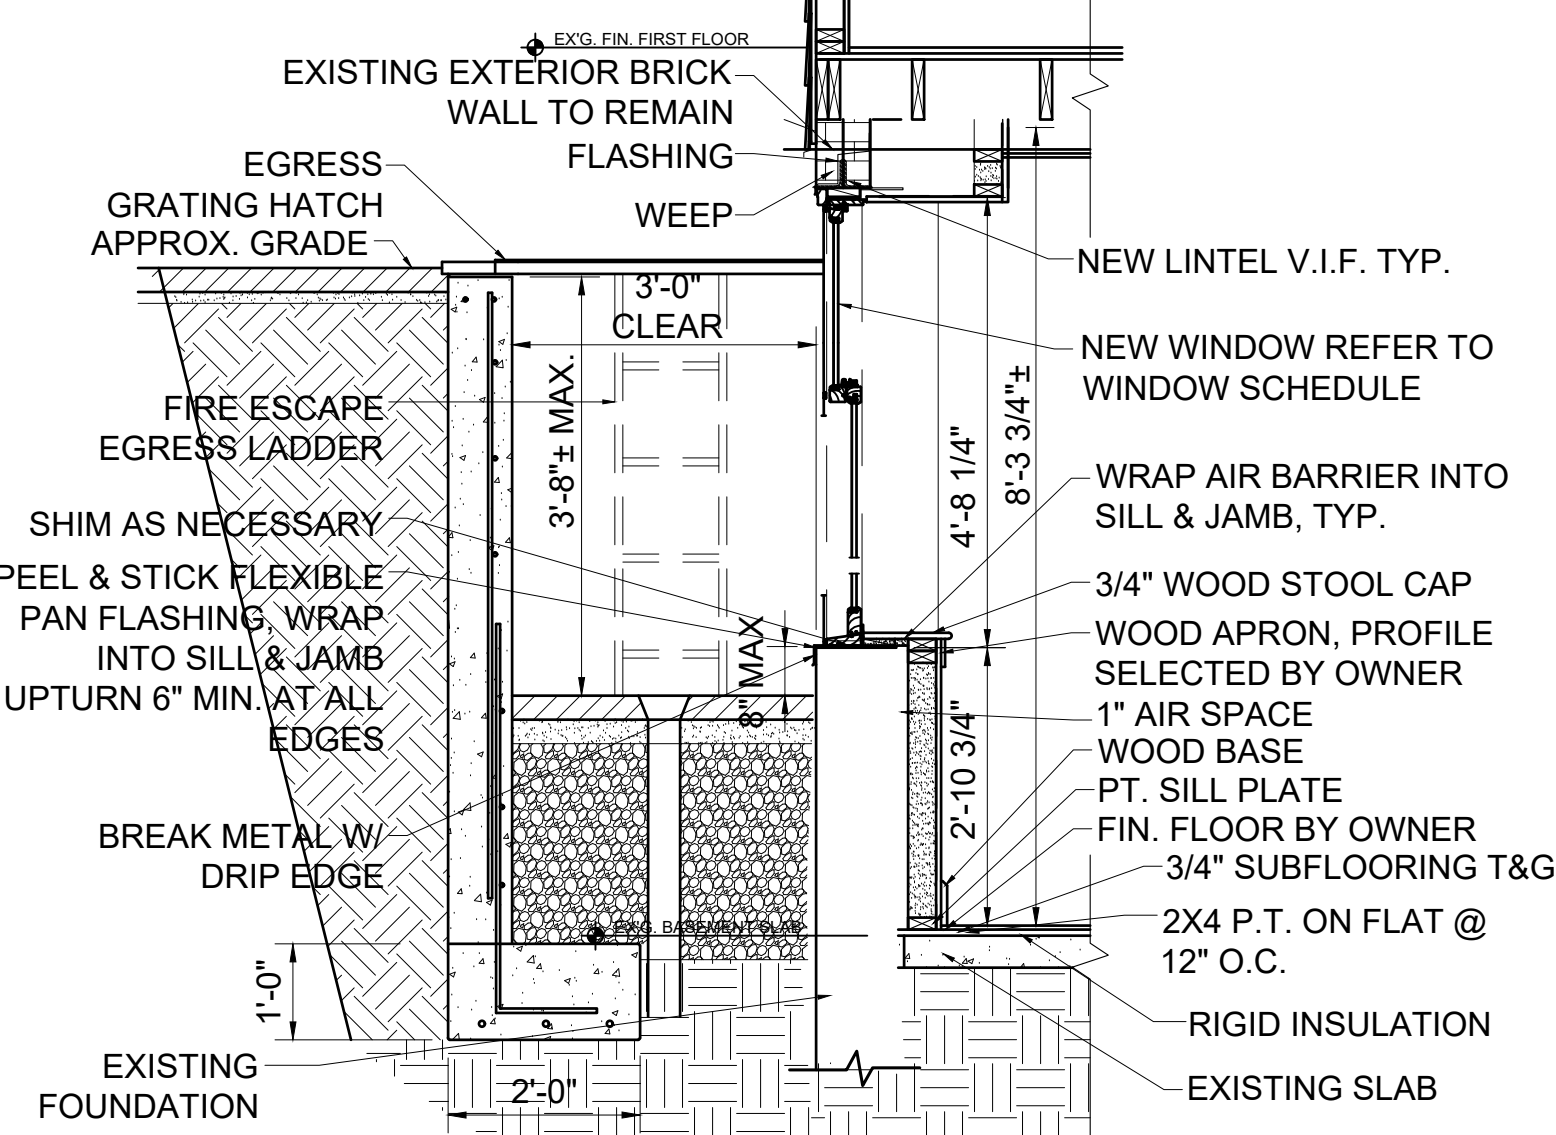 EX'G. FIN. FIRST FLOOR
EXISTING EXTERIOR BRICK
WALL TO REMAIN
FLASHING
WEEP
EGRESS
GRATING HATCH
APPROX. GRADE
3'-0"
CLEAR
3'-8"± MAX.
FIRE ESCAPE
EGRESS LADDER
SHIM AS NECESSARY
PEEL & STICK FLEXIBLE
PAN FLASHING, WRAP
INTO SILL & JAMB
UPTURN 6" MIN. AT ALL
EDGES
8" MAX
BREAK METAL W/
DRIP EDGE
EX'G. BASEMENT SLAB
1'-0"
EXISTING
FOUNDATION
2'-0"
NEW LINTEL V.I.F. TYP.
NEW WINDOW REFER TO
WINDOW SCHEDULE
8'-3 3/4"±
4'-8 1/4"
WRAP AIR BARRIER INTO
SILL & JAMB, TYP.
3/4" WOOD STOOL CAP
WOOD APRON, PROFILE
SELECTED BY OWNER
1" AIR SPACE
2'-10 3/4"
WOOD BASE
PT. SILL PLATE
FIN. FLOOR BY OWNER
3/4" SUBFLOORING T&G
2X4 P.T. ON FLAT @
12" O.C.
RIGID INSULATION
EXISTING SLAB